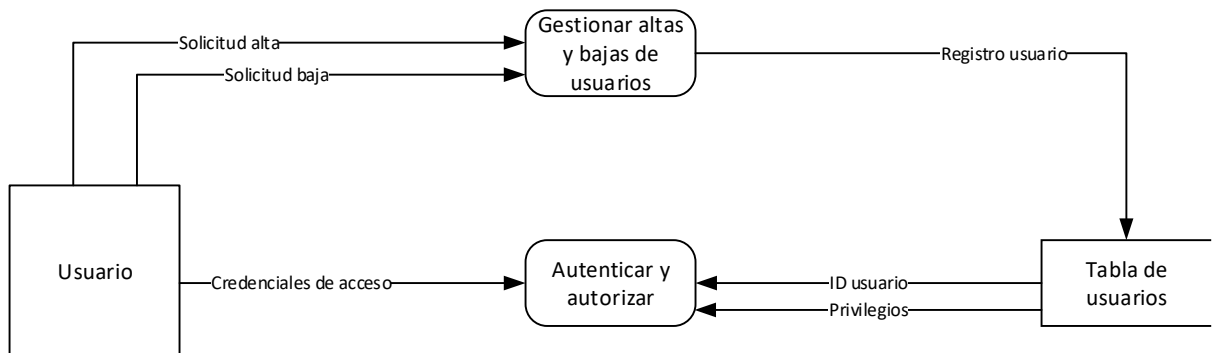 Gestionar altas
y bajas de
usuarios
Solicitud alta
Solicitud baja
Registro usuario
Usuario
Credenciales de acceso
Autenticar y
autorizar
ID usuario
Privilegios
Tabla de
usuarios